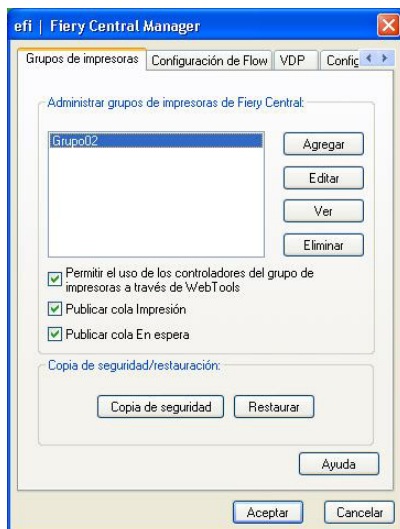 efi | Fiery Central Manager
Grupos de impresoras Configuración de Flow VDP Config
Administrar grupos de impresoras de Fiery Central:
Grupo02
Agregar
Editar
Ver
Eliminar
Permitir el uso de los controladores del grupo de
impresoras a través de WebTools
Publicar cola Impresión
Publicar cola En espera
Copia de seguridad/restauración:
Copia de seguridad Restaurar
Ayuda
Aceptar Cancelar